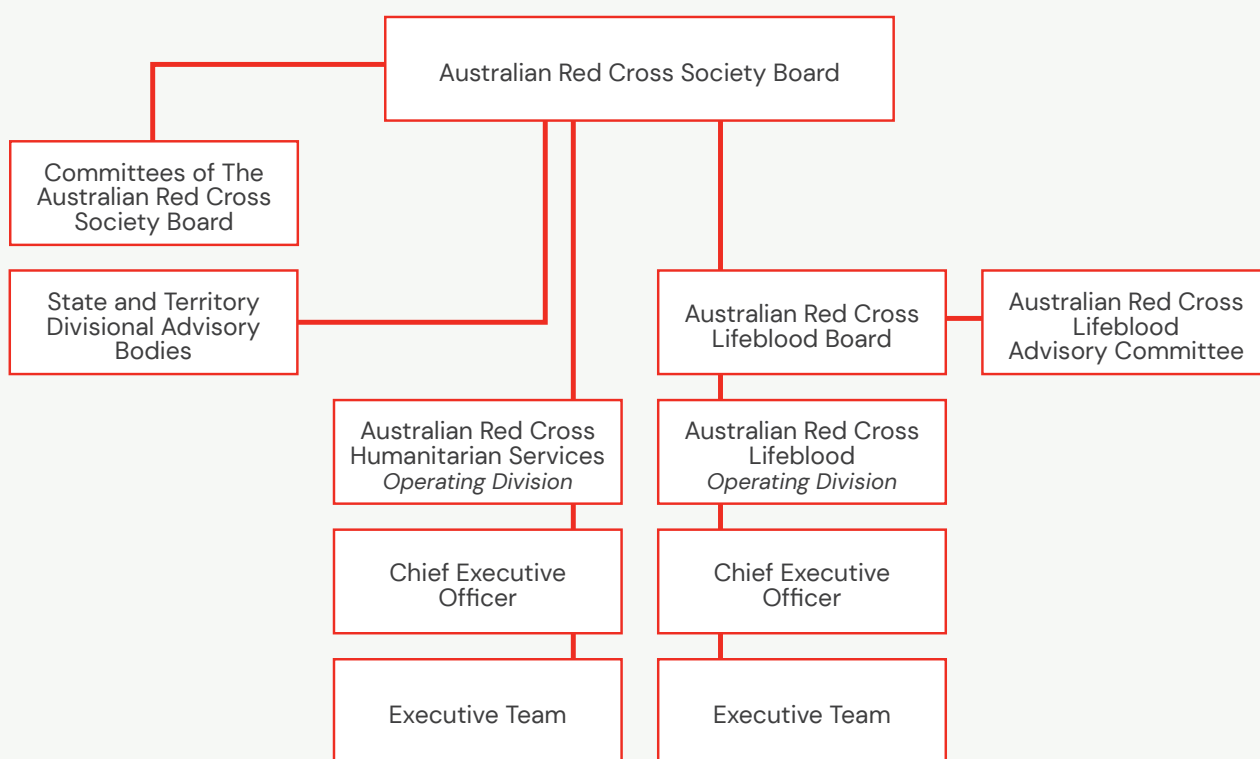 Australian Red Cross Society Board
Committees of The
Australian Red Cross
Society Board
State and Territory
Divisional Advisory
Bodies
Australian Red Cross
Lifeblood Board
Australian Red Cross
Lifeblood
Advisory Committee
Australian Red Cross
Humanitarian Services
Operating Division
Australian Red Cross
Lifeblood
Operating Division
Chief Executive
Officer
Chief Executive
Officer
Executive Team
Executive Team